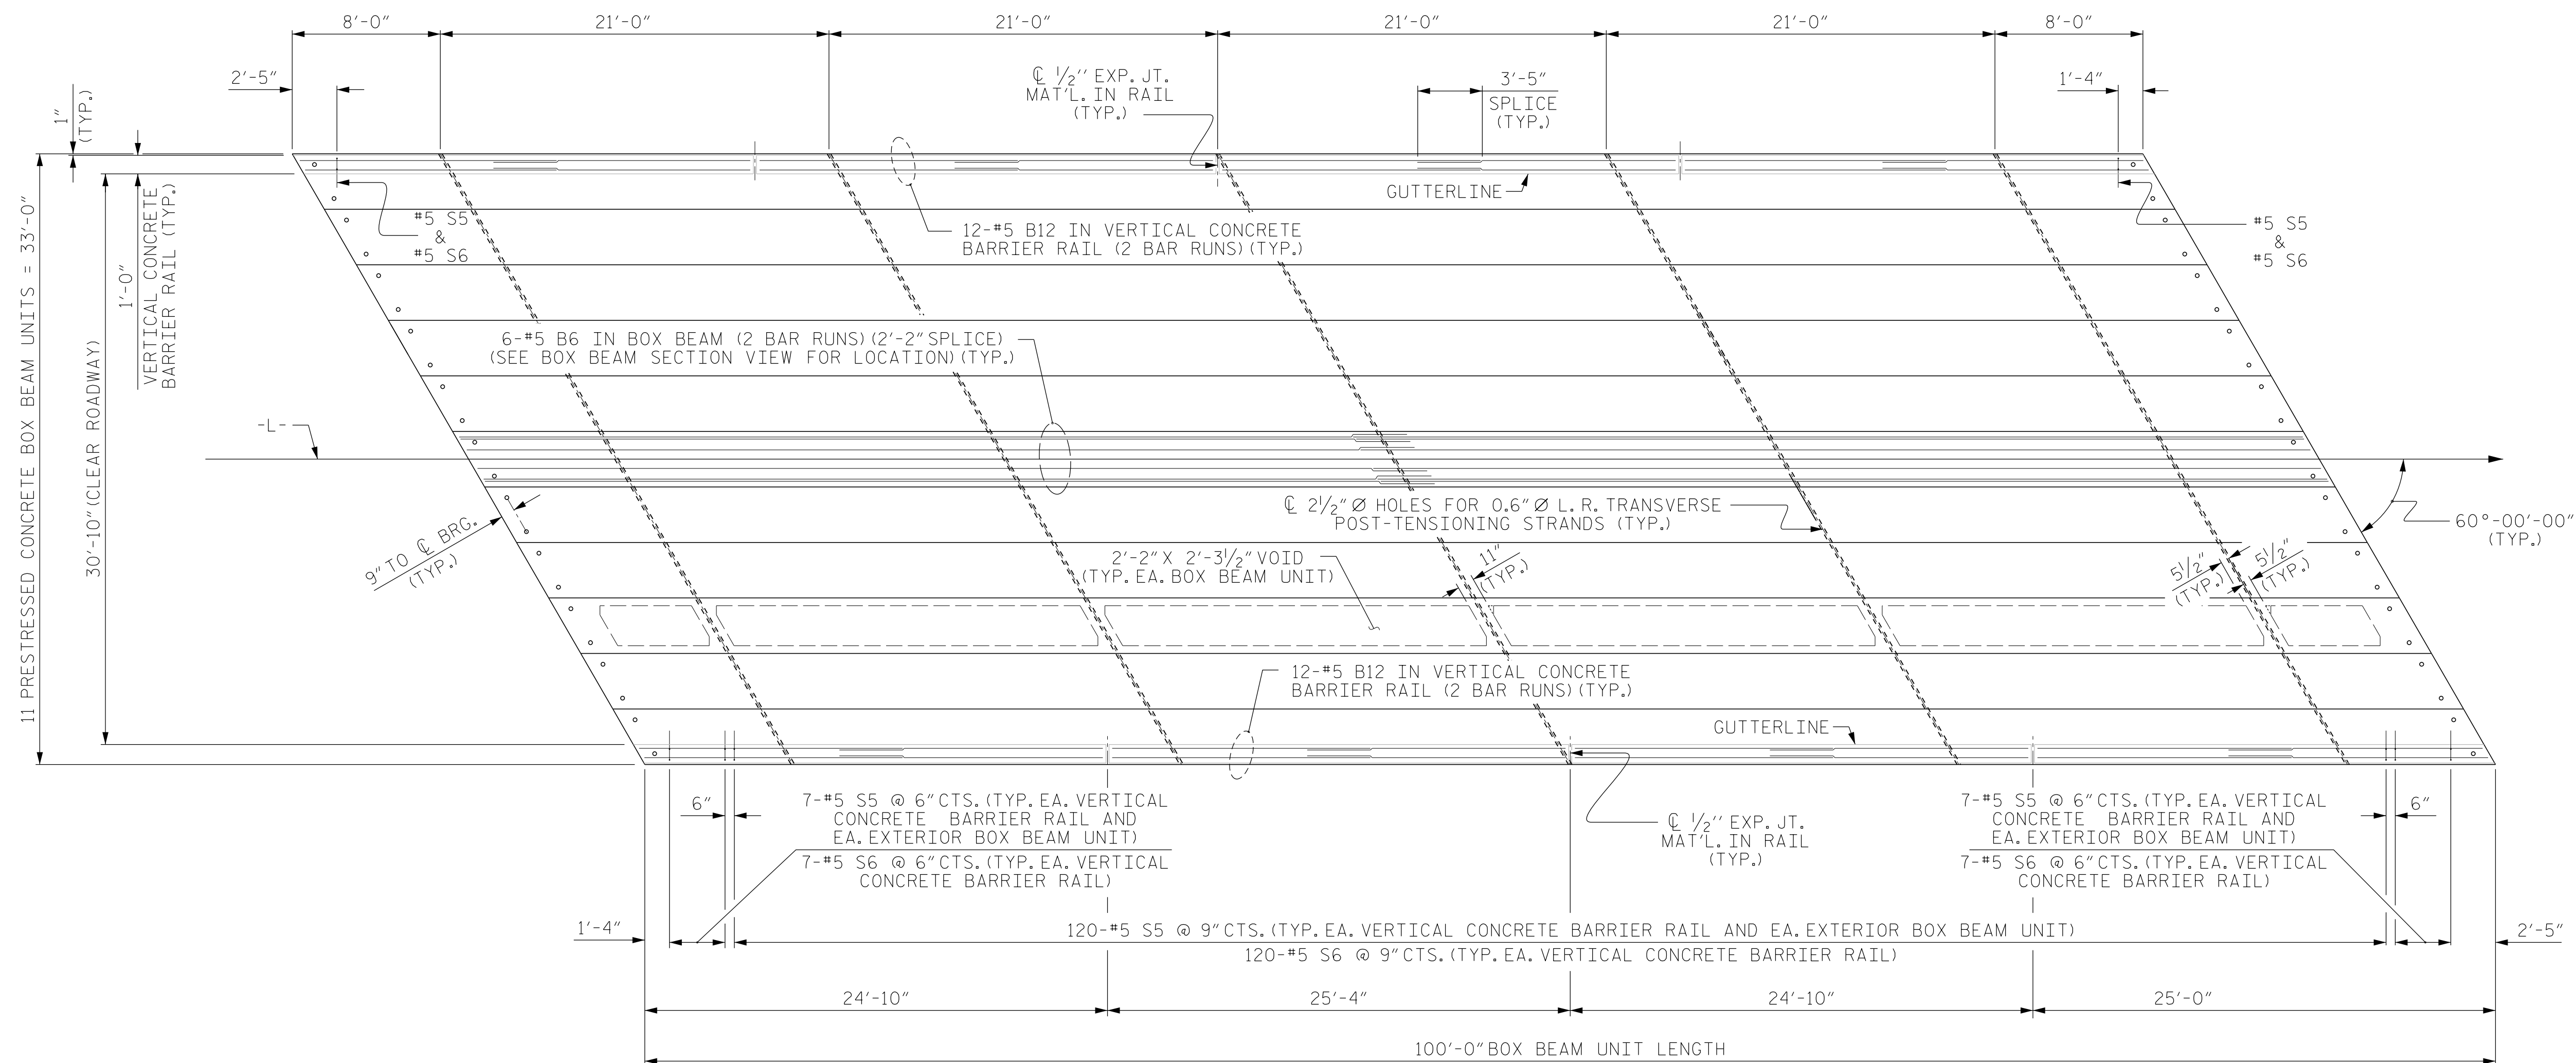 8'-0"
21'-0"
21'-0"
21'-0"
21'-0"
8'-0"
2'-5"
℄ 1/2'' EXP. JT.
MAT'L. IN RAIL
(TYP.)
3'-5"
SPLICE
(TYP.)
1'-4"
1"
(TYP.)
GUTTERLINE
#5 S5
&
#5 S6
12-#5 B12 IN VERTICAL CONCRETE
BARRIER RAIL (2 BAR RUNS)(TYP.)
#5 S5
&
#5 S6
11 PRESTRESSED CONCRETE BOX BEAM UNITS = 33'-0"
30'-10"(CLEAR ROADWAY)
1'-0"
VERTICAL CONCRETE
BARRIER RAIL (TYP.)
6-#5 B6 IN BOX BEAM (2 BAR RUNS)(2'-2"SPLICE)
(SEE BOX BEAM SECTION VIEW FOR LOCATION)(TYP.)
-L-
℄ 2 1/2" Ø HOLES FOR 0.6" Ø L.R. TRANSVERSE
POST-TENSIONING STRANDS (TYP.)
60°-00'-00"
(TYP.)
9" TO ℄ BRG.
(TYP.)
2'-2" X 2'-3 1/2" VOID
(TYP. EA. BOX BEAM UNIT)
11"
(TYP.)
5 1/2"
(TYP.)
5 1/2"
(TYP.)
12-#5 B12 IN VERTICAL CONCRETE
BARRIER RAIL (2 BAR RUNS)(TYP.)
GUTTERLINE
6"
7-#5 S5 @ 6"CTS.(TYP. EA. VERTICAL
CONCRETE BARRIER RAIL AND
EA. EXTERIOR BOX BEAM UNIT)
7-#5 S6 @ 6"CTS.(TYP. EA. VERTICAL
CONCRETE BARRIER RAIL)
℄ 1/2'' EXP. JT.
MAT'L. IN RAIL
(TYP.)
7-#5 S5 @ 6"CTS.(TYP. EA. VERTICAL
CONCRETE BARRIER RAIL AND
EA. EXTERIOR BOX BEAM UNIT)
7-#5 S6 @ 6"CTS.(TYP. EA. VERTICAL
CONCRETE BARRIER RAIL)
6"
1'-4"
120-#5 S5 @ 9"CTS.(TYP. EA. VERTICAL CONCRETE BARRIER RAIL AND EA. EXTERIOR BOX BEAM UNIT)
120-#5 S6 @ 9"CTS.(TYP. EA. VERTICAL CONCRETE BARRIER RAIL)
2'-5"
24'-10"
25'-4"
24'-10"
25'-0"
100'-0"BOX BEAM UNIT LENGTH